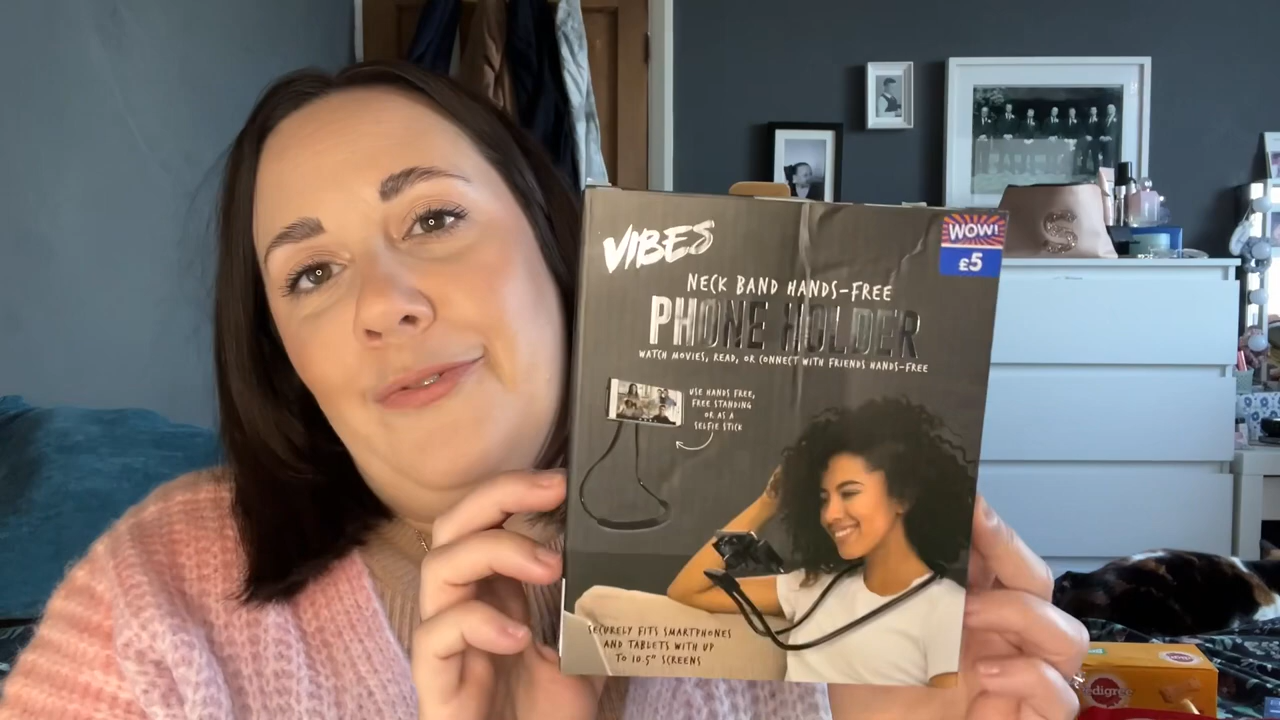 VIBES
WOW!
£5
NECK BAND HANDS-FREE
PHONE HOLDER
WATCH MOVIES, READ, OR CONNECT WITH FRIENDS HANDS-FREE
USE HANDS FREE,
FREE STANDING
OR AS A
SELFIE STICK
SECURELY FITS SMARTPHONES
AND TABLETS WITH UP
TO 10.5" SCREENS
S
Pedigree